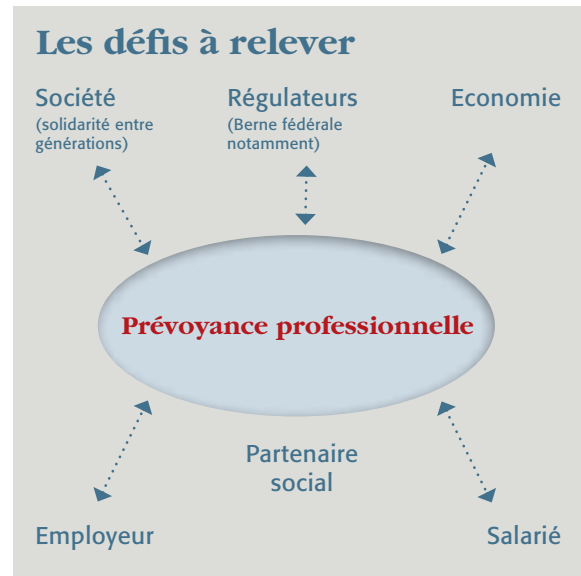 Les défis à relever
Société
(solidarité entre
générations)
Régulateurs
(Berne fédérale
notamment)
Economie
Prévoyance professionnelle
Partenaire
social
Employeur
Salarié